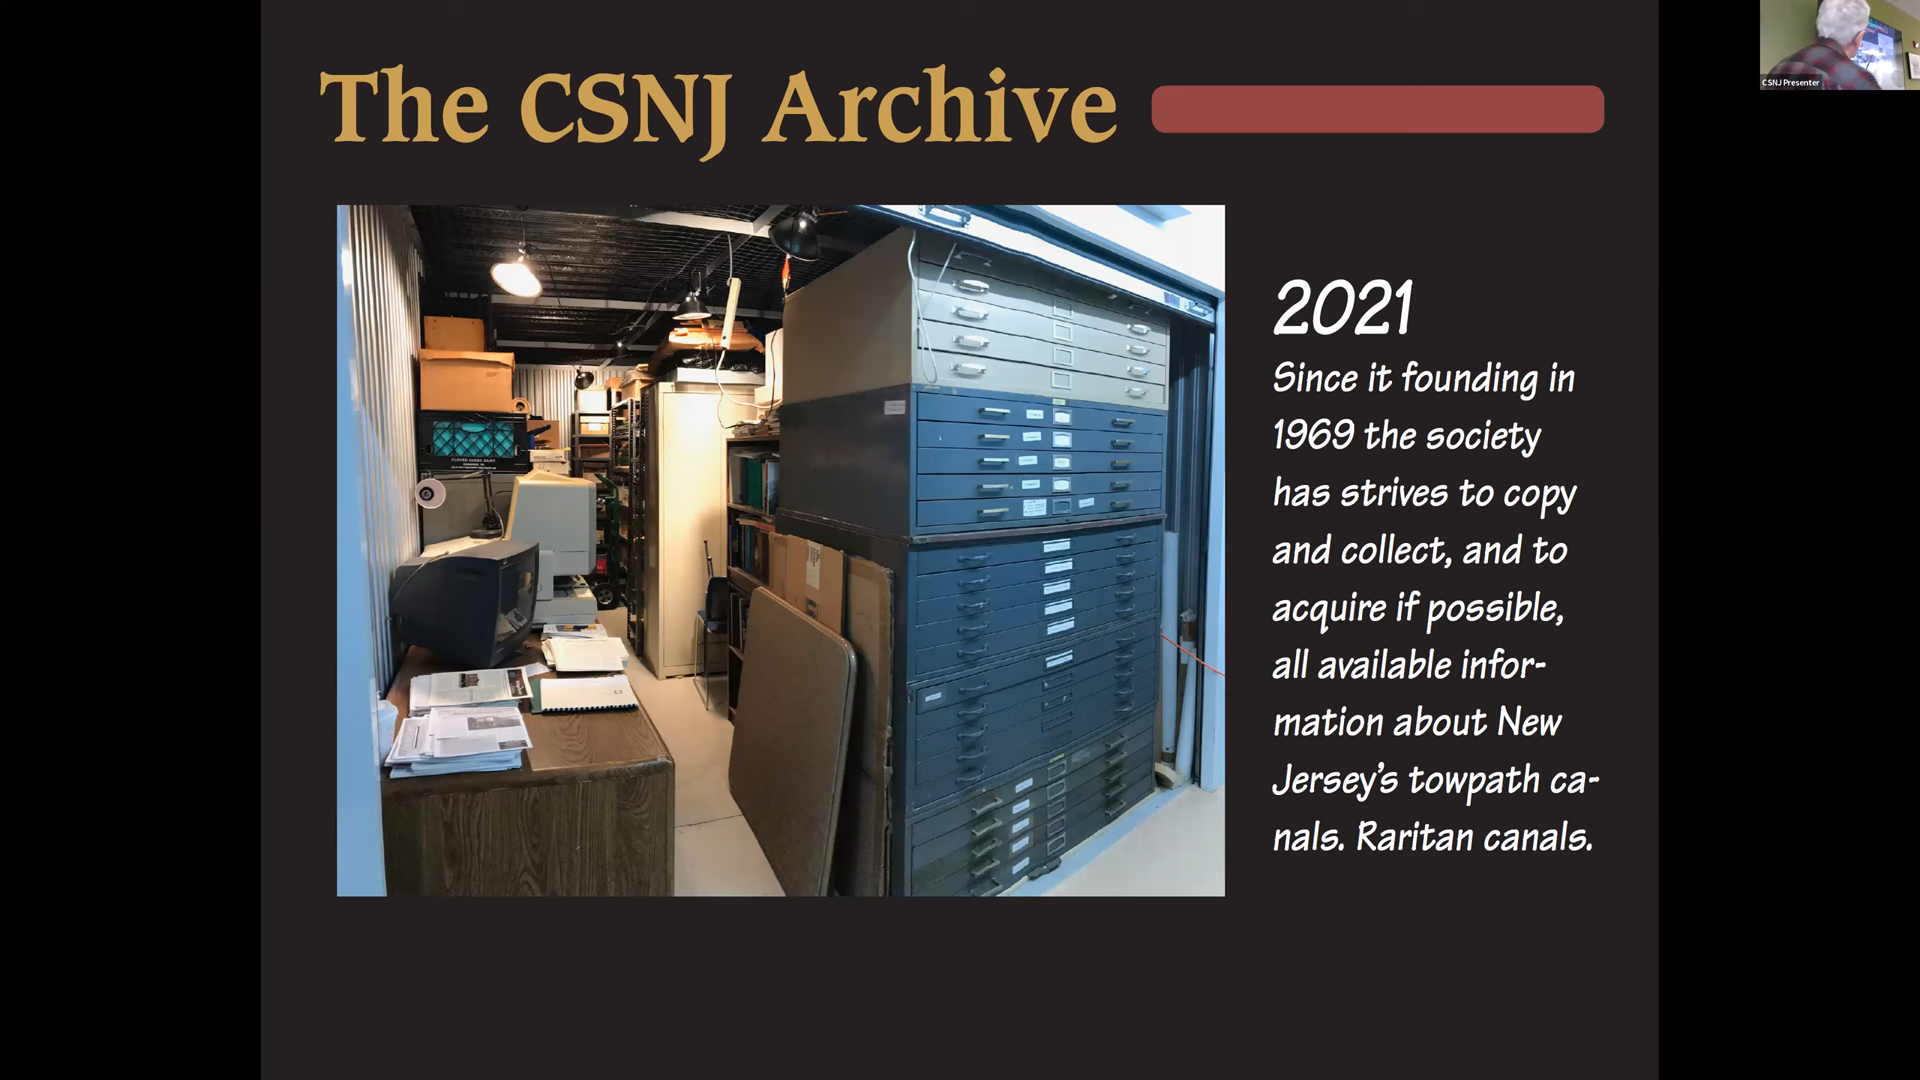 The CSNJ Archive
CSNJ Presenter
2021
Since it founding in
1969 the society
has strives to copy
and collect, and to
acquire if possible,
all available infor-
mation about New
Jersey's towpath ca-
nals. Raritan canals.